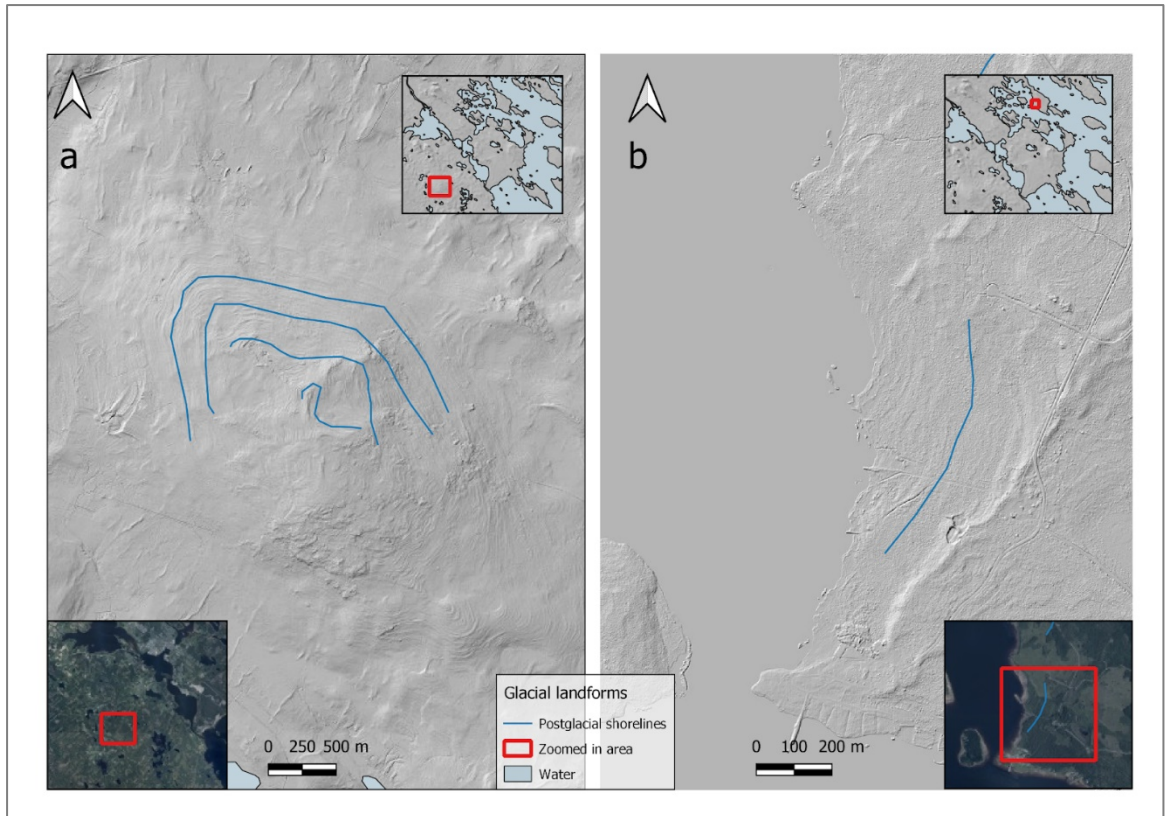 a
b
Glacial landforms
Postglacial shorelines
Zoomed in area
Water
0 250 500 m
0 100 200 m